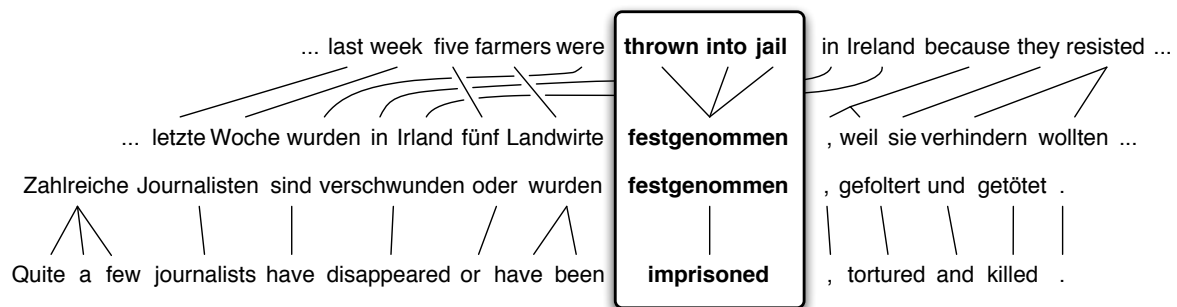 ... last week five farmers were thrown into jail in Ireland because they resisted ...
... letzte Woche wurden in Irland fünf Landwirte festgenommen , weil sie verhindern wollten ...
Zahlreiche Journalisten sind verschwunden oder wurden festgenommen , gefoltert und getötet .
Quite a few journalists have disappeared or have been imprisoned , tortured and killed .